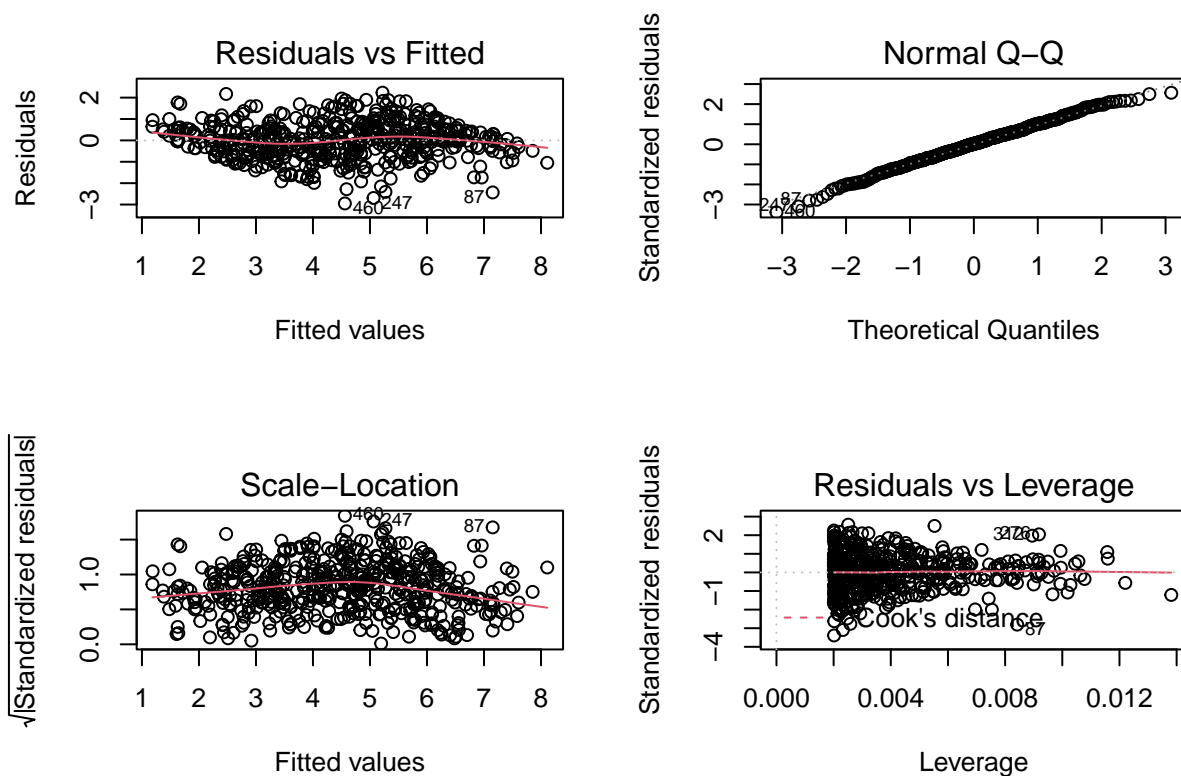 Residuals vs Fitted
Residuals
2
0
−3
460
247
87
1 2 3 4 5 6 7 8
Fitted values
Normal Q−Q
Standardized residuals
2
0
−3
247
87
460
−3 −2 −1 0 1 2 3
Theoretical Quantiles
Scale−Location
√|Standardized residuals|
1.0
0.0
460
247
87
1 2 3 4 5 6 7 8
Fitted values
Residuals vs Leverage
Standardized residuals
2
−1
−4
276
87
Cook's distance
0.000 0.004 0.008 0.012
Leverage